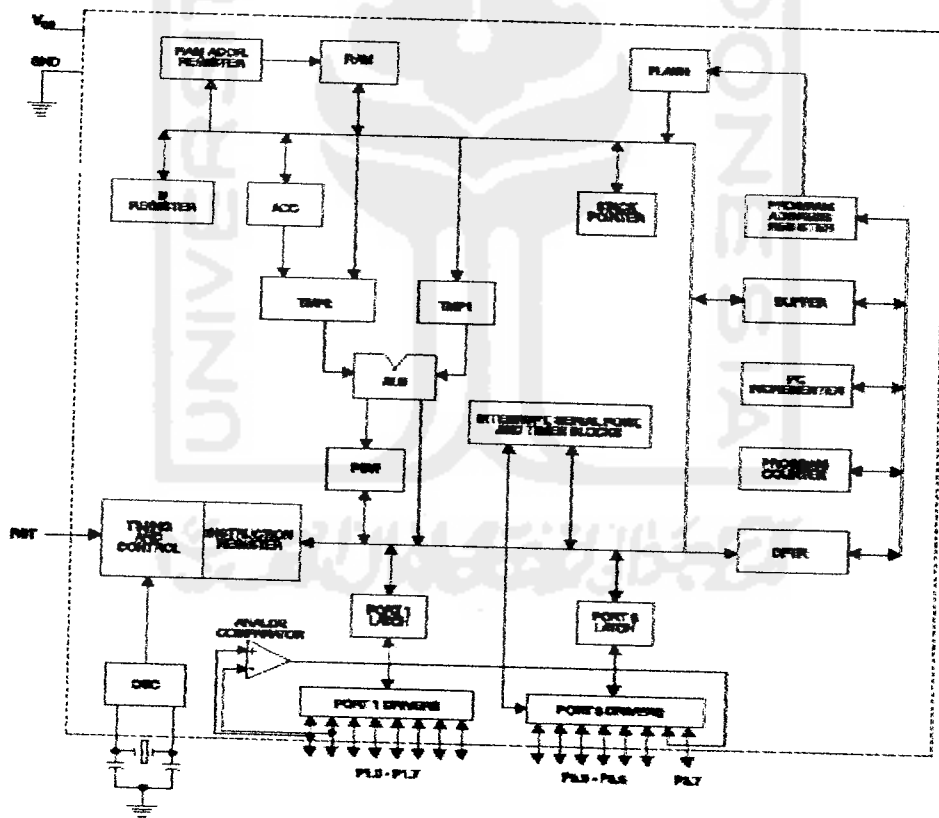 VCC
GND
RAM ADDR.
REGISTER
RAM
FLASH
B
REGISTER
ACC
STACK
POINTER
PROGRAM
ADDRESS
REGISTER
TMP2
TMP1
BUFFER
ALU
PC
INCREMENTER
INTERRUPT, SERIAL PORT,
AND TIMER BLOCKS
PSW
PROGRAM
COUNTER
RST
TIMING
AND
CONTROL
INSTRUCTION
REGISTER
DPTR
PORT 1
LATCH
PORT 3
LATCH
ANALOG
COMPARATOR
+
-
OSC
PORT 1 DRIVERS
PORT 3 DRIVERS
P1.0 - P1.7
P3.0 - P3.5
P3.7
UNIVERSIT
ONESIA